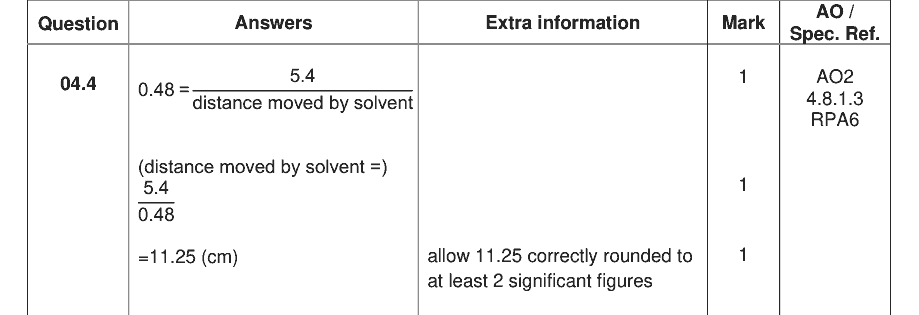 Question Answers Extra information Mark AO / Spec. Ref.
04.4 0.48 = 5.4 / distance moved by solvent 1 AO2
4.8.1.3
RPA6
(distance moved by solvent =)
5.4 / 0.48 1
=11.25 (cm) allow 11.25 correctly rounded to 1
at least 2 significant figures